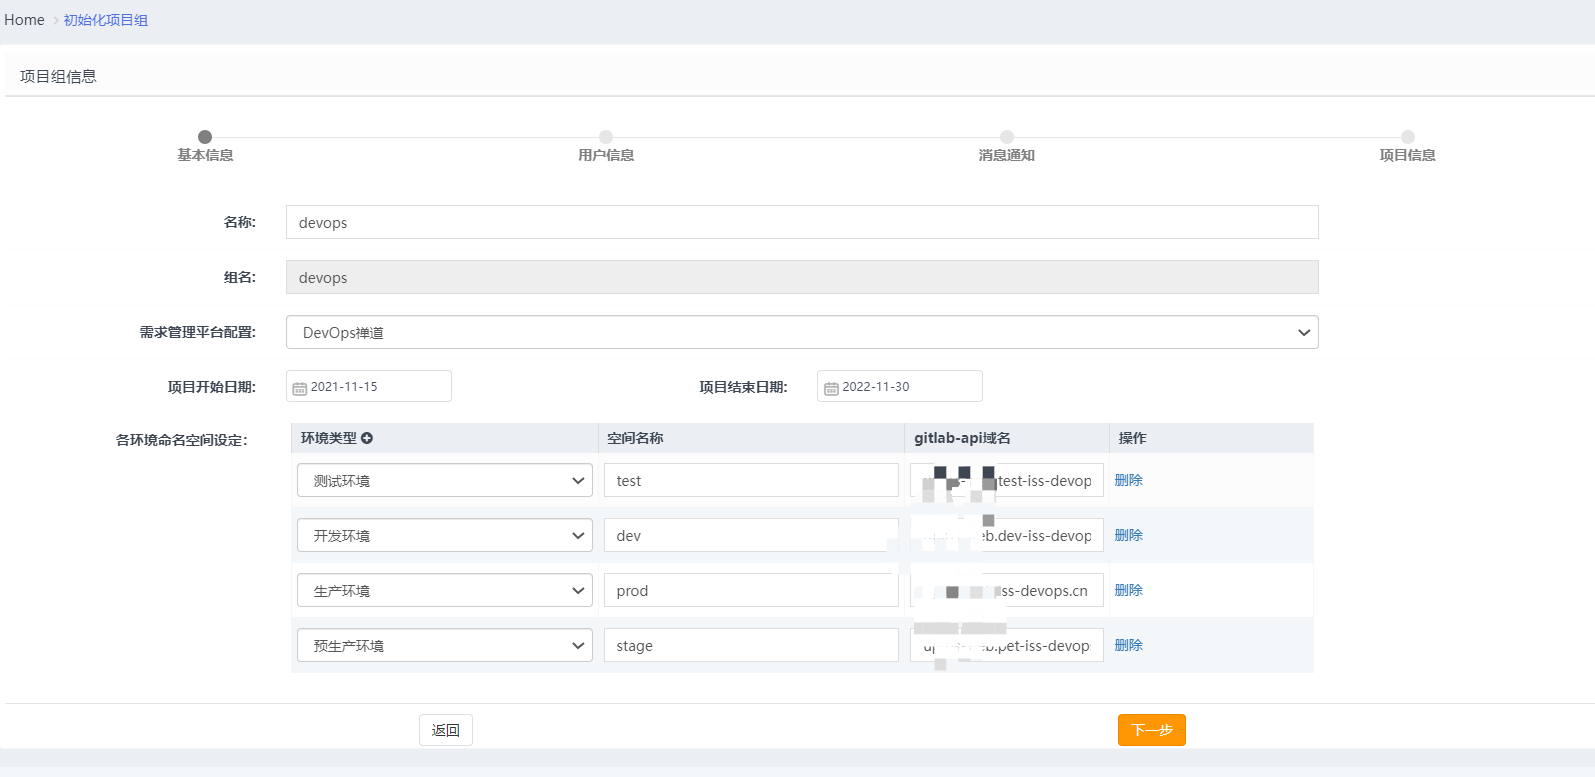 Home > 初始化项目组
项目组信息
基本信息 用户信息 消息通知 项目信息
名称: devops
组名: devops
需求管理平台配置: DevOps禅道
项目开始日期: 2021-11-15 项目结束日期: 2022-11-30
各环境命名空间设定: 环境类型 空间名称 gitlab-api域名 操作
测试环境 test test-iss-devop 删除
开发环境 dev eb.dev-iss-devop 删除
生产环境 prod ss-devops.cn 删除
预生产环境 stage eb.pet-iss-devop 删除
返回 下一步